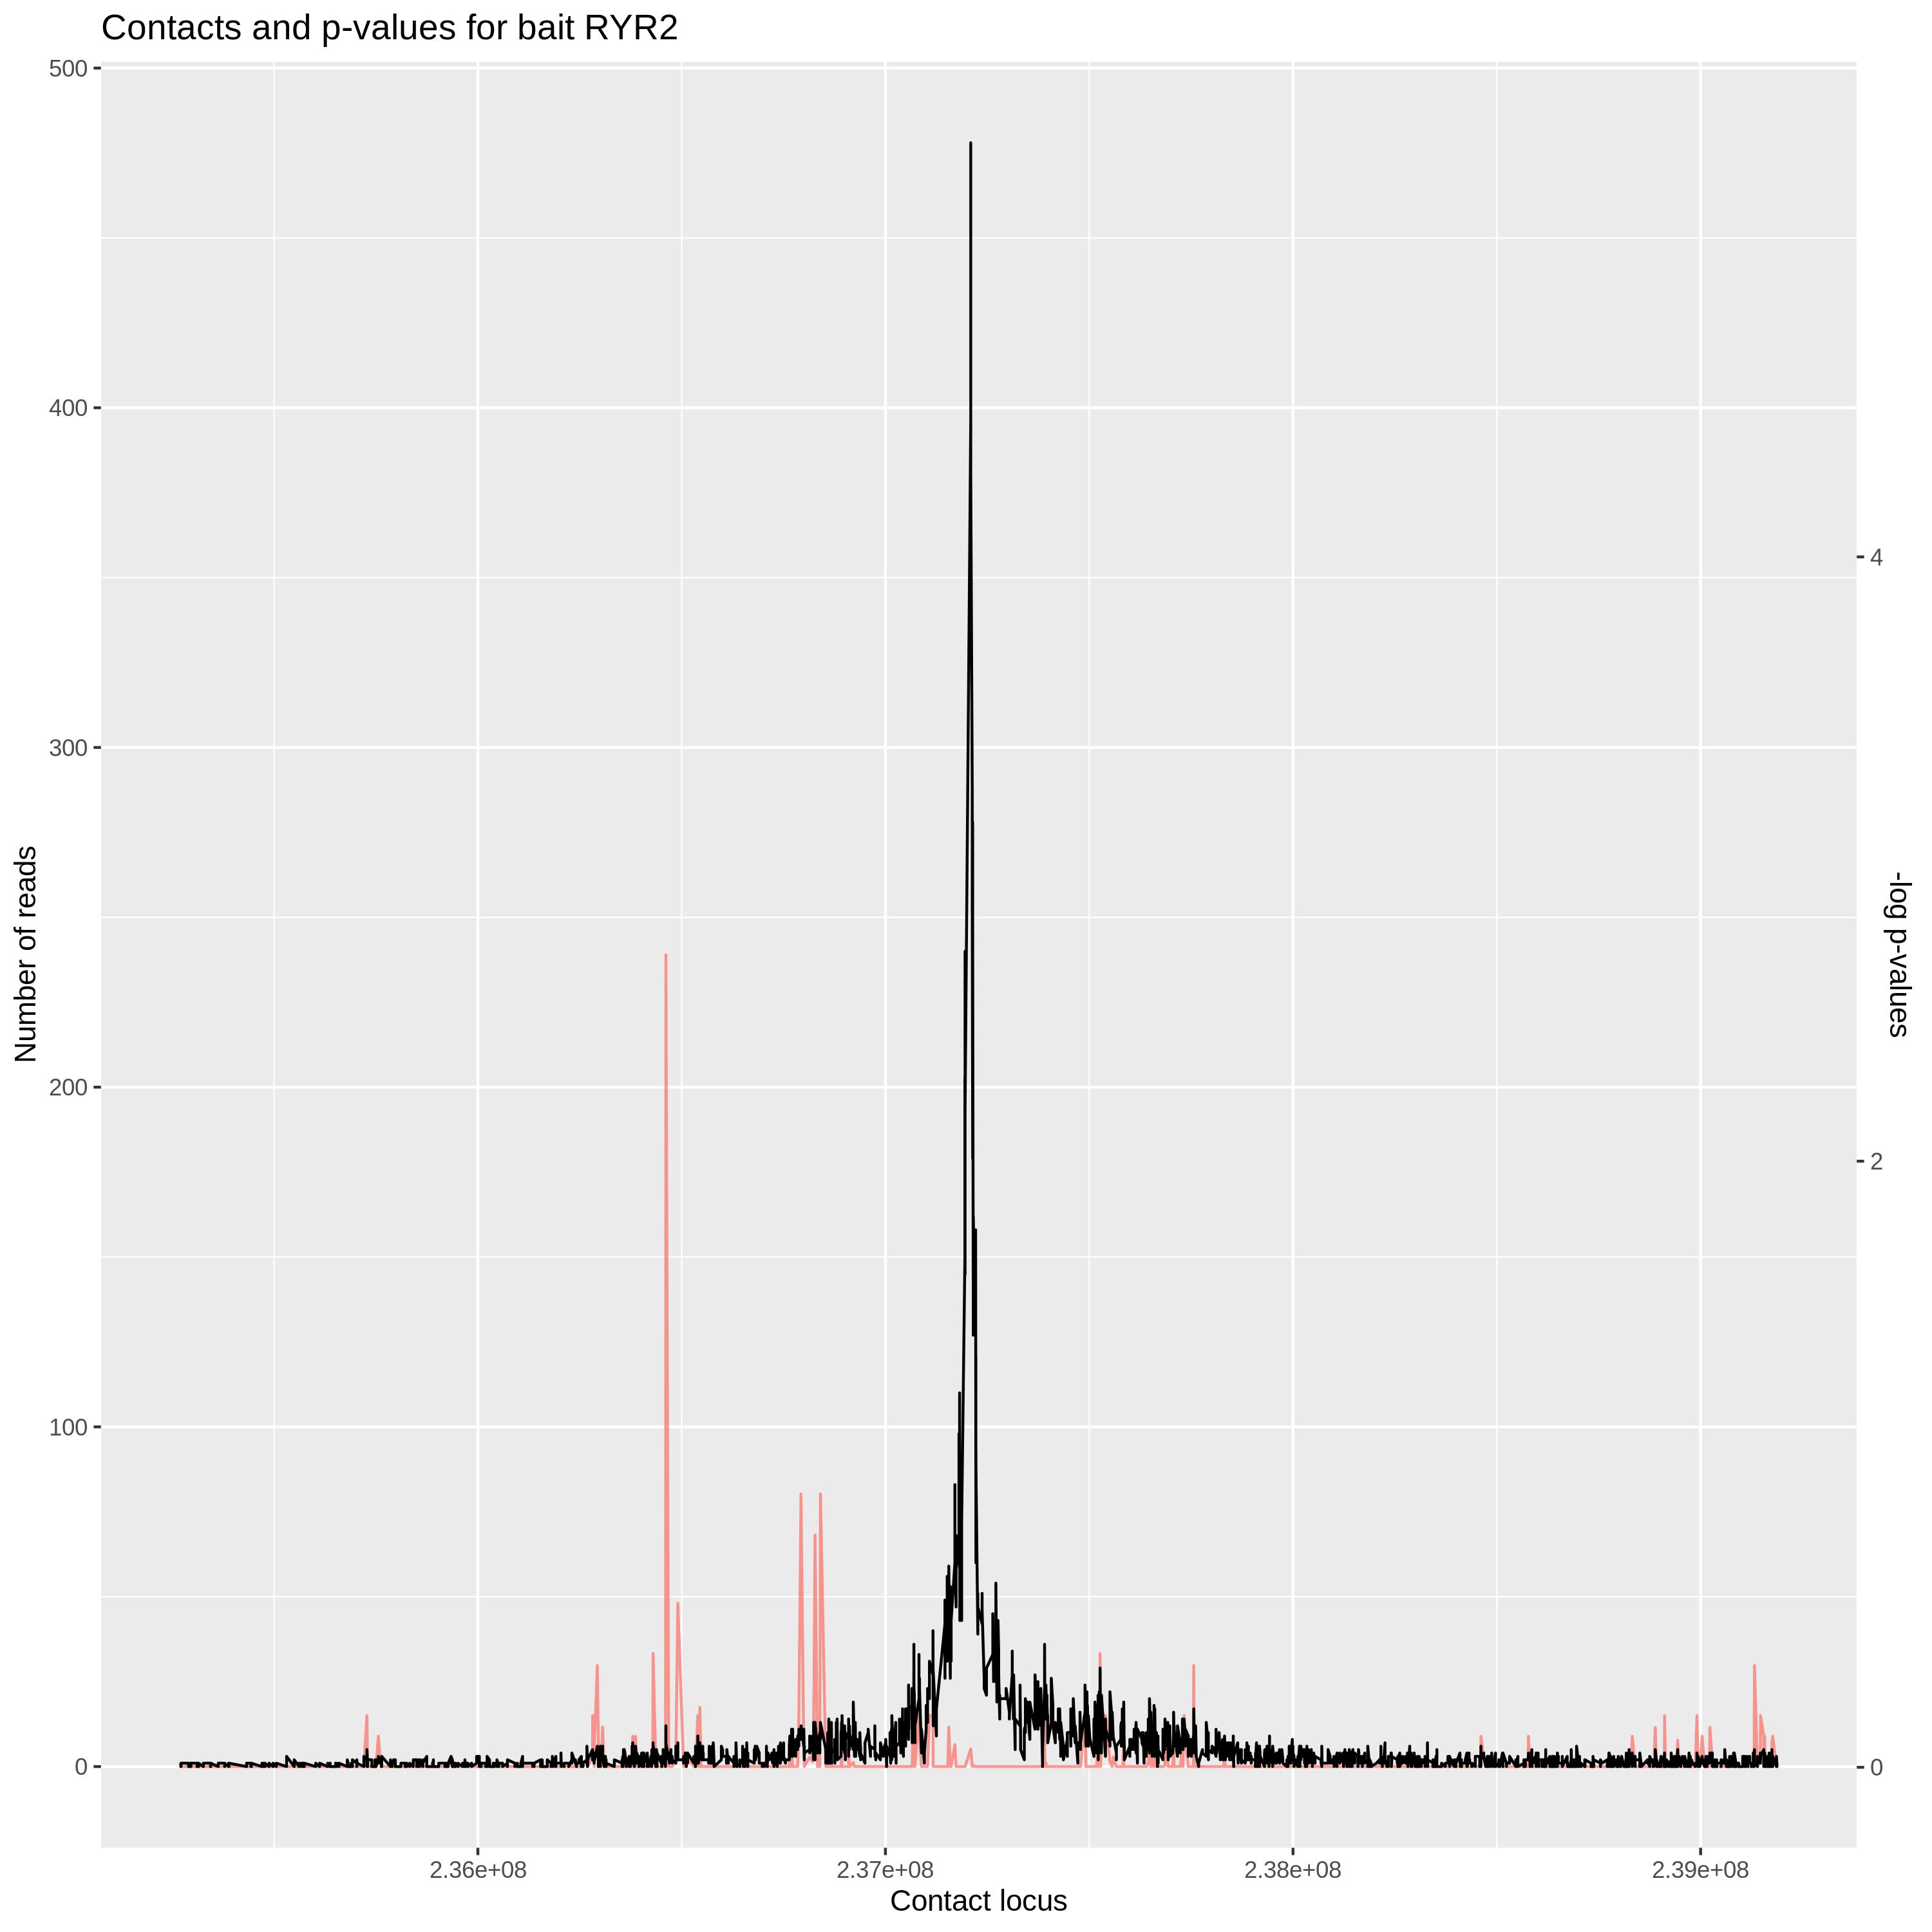 Contacts and p-values for bait RYR2
500
400
300
200
100
0
Number of reads
4
2
0
-log p-values
2.36e+08
2.37e+08
2.38e+08
2.39e+08
Contact locus